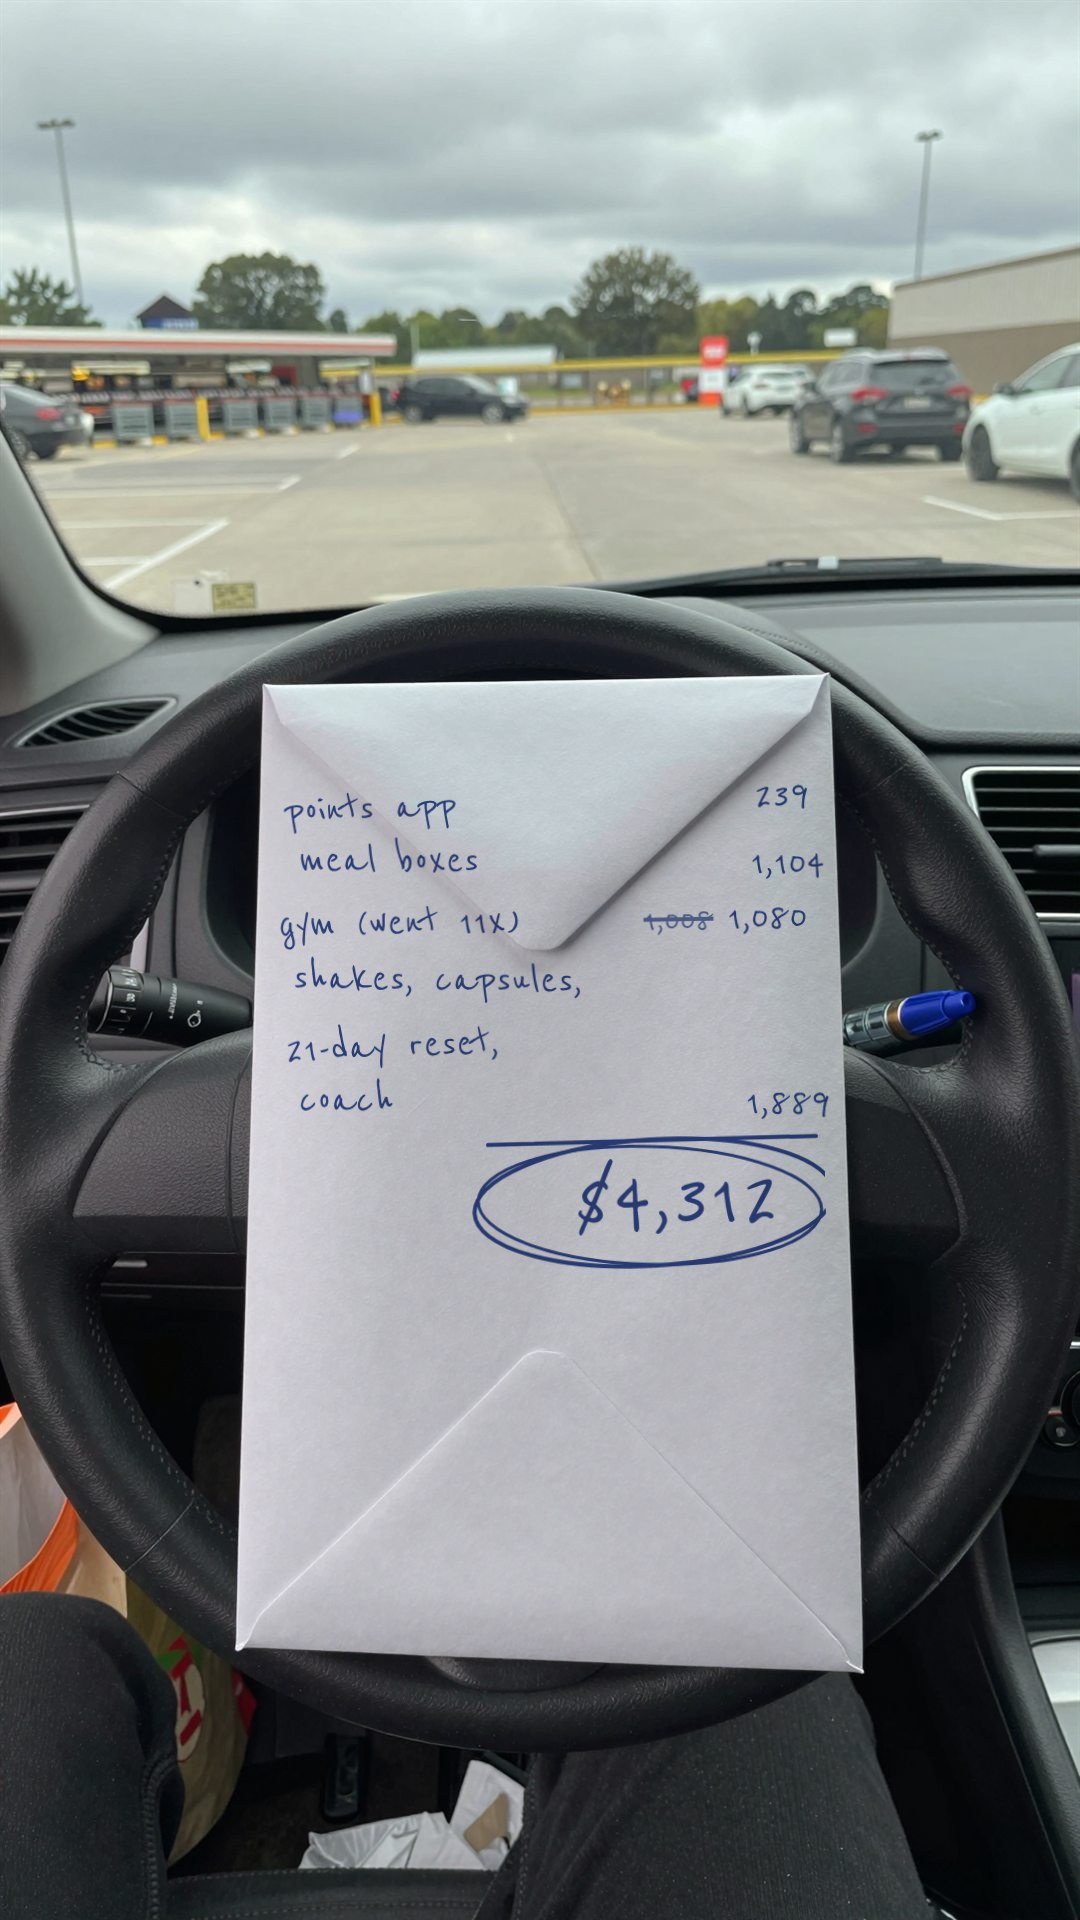 points app 239
meal boxes 1,104
gym (went 11x) 1,008 1,080
shakes, capsules,
21-day reset,
coach 1,889
$4,312